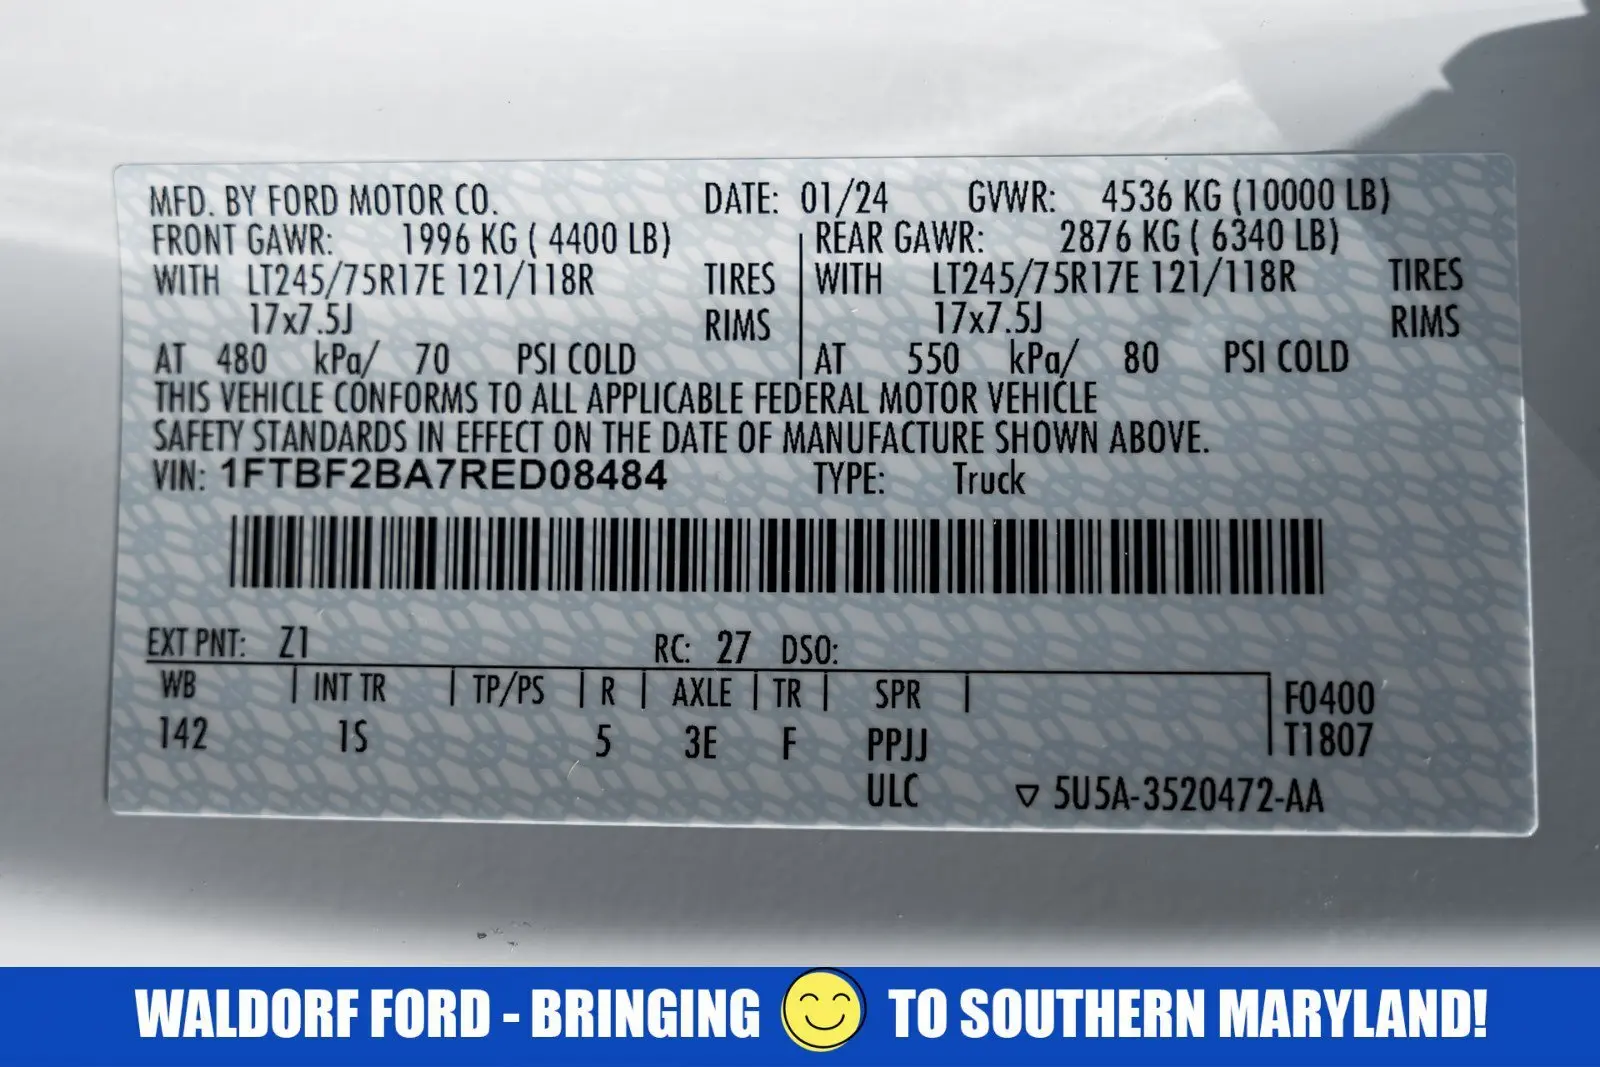 MFD. BY FORD MOTOR CO. DATE: 01/24 GVWR: 4536 KG (10000 LB)
FRONT GAWR: 1996 KG ( 4400 LB) REAR GAWR: 2876 KG ( 6340 LB)
WITH LT245/75R17E 121/118R TIRES WITH LT245/75R17E 121/118R TIRES
17x7.5J RIMS 17x7.5J RIMS
AT 480 kPa/ 70 PSI COLD AT 550 kPa/ 80 PSI COLD
THIS VEHICLE CONFORMS TO ALL APPLICABLE FEDERAL MOTOR VEHICLE
SAFETY STANDARDS IN EFFECT ON THE DATE OF MANUFACTURE SHOWN ABOVE.
VIN: 1FTBF2BA7RED08484 TYPE: Truck
EXT PNT: Z1 RC: 27 DSO:
WB INT TR TP/PS R AXLE TR SPR F0400
142 1S 5 3E F PPJJ T1807
ULC ▽ 5U5A-3520472-AA
WALDORF FORD - BRINGING TO SOUTHERN MARYLAND!